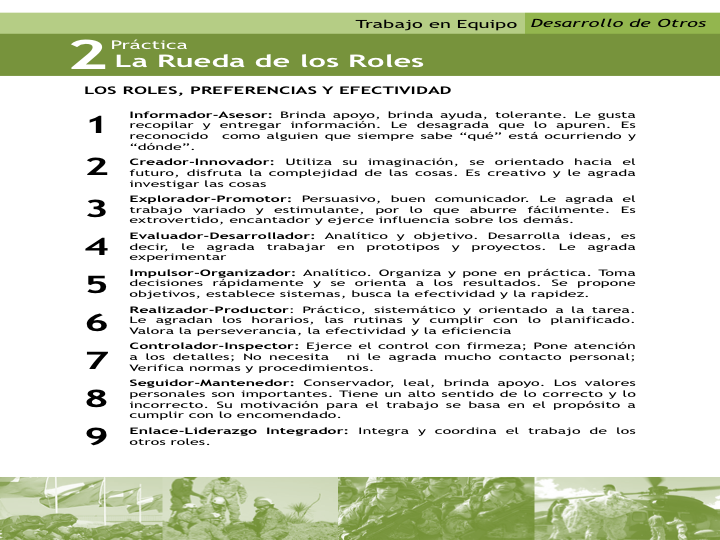 Trabajo en Equipo Desarrollo de Otros
2 Práctica
La Rueda de los Roles
LOS ROLES, PREFERENCIAS Y EFECTIVIDAD
1 Informador-Asesor: Brinda apoyo, brinda ayuda, tolerante. Le gusta
recopilar y entregar información. Le desagrada que lo apuren. Es
reconocido como alguien que siempre sabe “qué” está ocurriendo y
“dónde”.
2 Creador-Innovador: Utiliza su imaginación, se orientado hacia el
futuro, disfruta la complejidad de las cosas. Es creativo y le agrada
investigar las cosas
3 Explorador-Promotor: Persuasivo, buen comunicador. Le agrada el
trabajo variado y estimulante, por lo que aburre fácilmente. Es
extrovertido, encantador y ejerce influencia sobre los demás.
4 Evaluador-Desarrollador: Analítico y objetivo. Desarrolla ideas, es
decir, le agrada trabajar en prototipos y proyectos. Le agrada
experimentar
5 Impulsor-Organizador: Analítico. Organiza y pone en práctica. Toma
decisiones rápidamente y se orienta a los resultados. Se propone
objetivos, establece sistemas, busca la efectividad y la rapidez.
6 Realizador-Productor: Práctico, sistemático y orientado a la tarea.
Le agradan los horarios, las rutinas y cumplir con lo planificado.
Valora la perseverancia, la efectividad y la eficiencia
7 Controlador-Inspector: Ejerce el control con firmeza; Pone atención
a los detalles; No necesita ni le agrada mucho contacto personal;
Verifica normas y procedimientos.
8 Seguidor-Mantenedor: Conservador, leal, brinda apoyo. Los valores
personales son importantes. Tiene un alto sentido de lo correcto y lo
incorrecto. Su motivación para el trabajo se basa en el propósito a
cumplir con lo encomendado.
9 Enlace-Liderazgo Integrador: Integra y coordina el trabajo de los
otros roles.